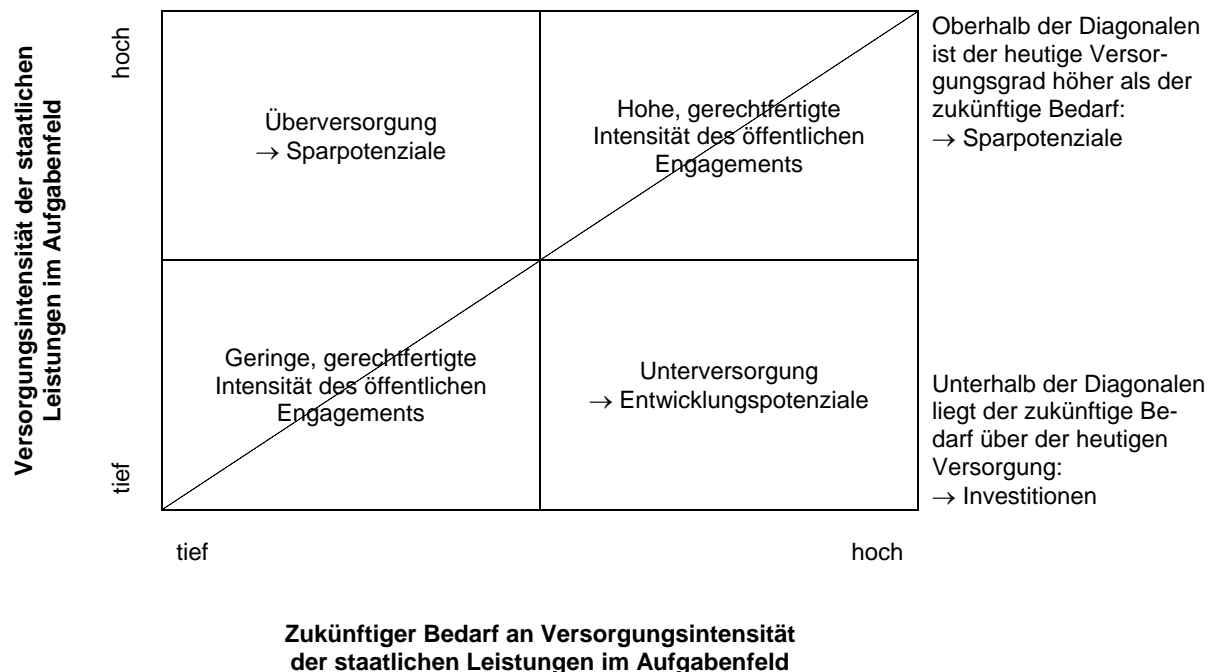 Versorgungsintensität der staatlichen
Leistungen im Aufgabenfeld
hoch
tief
Überversorgung
→ Sparpotenziale
Hohe, gerechtfertigte
Intensität des öffentlichen
Engagements
Oberhalb der Diagonalen
ist der heutige Versor-
gungsgrad höher als der
zukünftige Bedarf:
→ Sparpotenziale
Geringe, gerechtfertigte
Intensität des öffentlichen
Engagements
Unterversorgung
→ Entwicklungspotenziale
Unterhalb der Diagonalen
liegt der zukünftige Be-
darf über der heutigen
Versorgung:
→ Investitionen
tief
hoch
Zukünftiger Bedarf an Versorgungsintensität
der staatlichen Leistungen im Aufgabenfeld